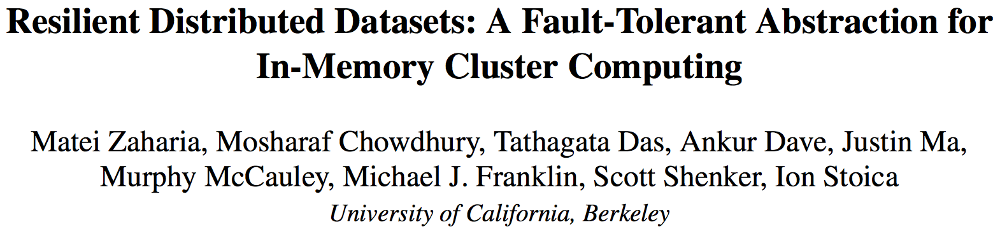 Resilient Distributed Datasets: A Fault-Tolerant Abstraction for
In-Memory Cluster Computing
Matei Zaharia, Mosharaf Chowdhury, Tathagata Das, Ankur Dave, Justin Ma,
Murphy McCauley, Michael J. Franklin, Scott Shenker, Ion Stoica
University of California, Berkeley